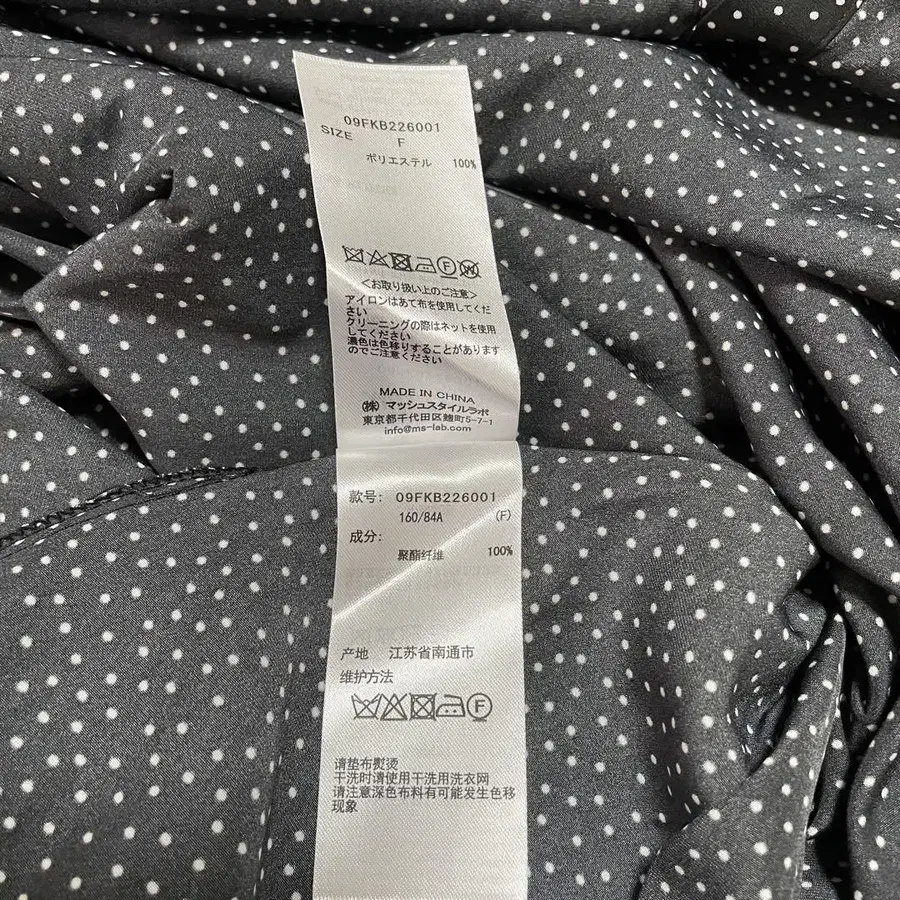 09FKB226001
SIZE F
ポリエステル 100%
＜お取り扱い上のご注意＞
アイロンはあて布を使用してくだ
さい
クリーニングの際はネットを使用
してください
濃色は色移りすることがあります
のでご注意ください
MADE IN CHINA
(株) マッシュスタイルラボ
東京都千代田区麹町5-7-1
info@ms-lab.com
款号: 09FKB226001
160/84A (F)
成分:
聚酯纤维 100%
产地 江苏省南通市
维护方法
请垫布熨烫
干洗时请使用干洗用洗衣网
请注意深色布料有可能发生色移
现象